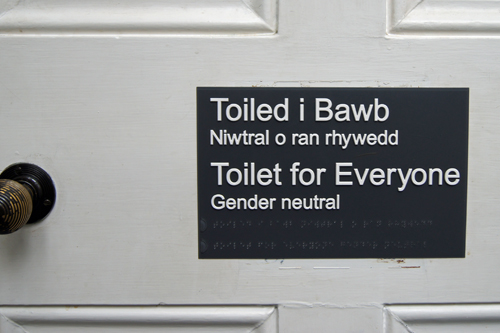 Toiled i Bawb
Niwtral o ran rhywedd
Toilet for Everyone
Gender neutral